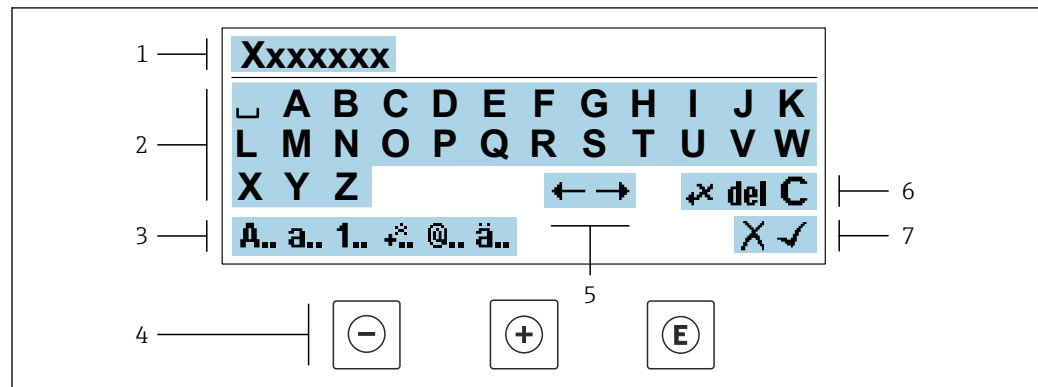 1 Xxxxxxx
␣ A B C D E F G H I J K
2 L M N O P Q R S T U V W
X Y Z ← → +× del C 6
3 A.. a.. 1.. +×.. @.. ä.. X ✓ 7
5
4 − + E